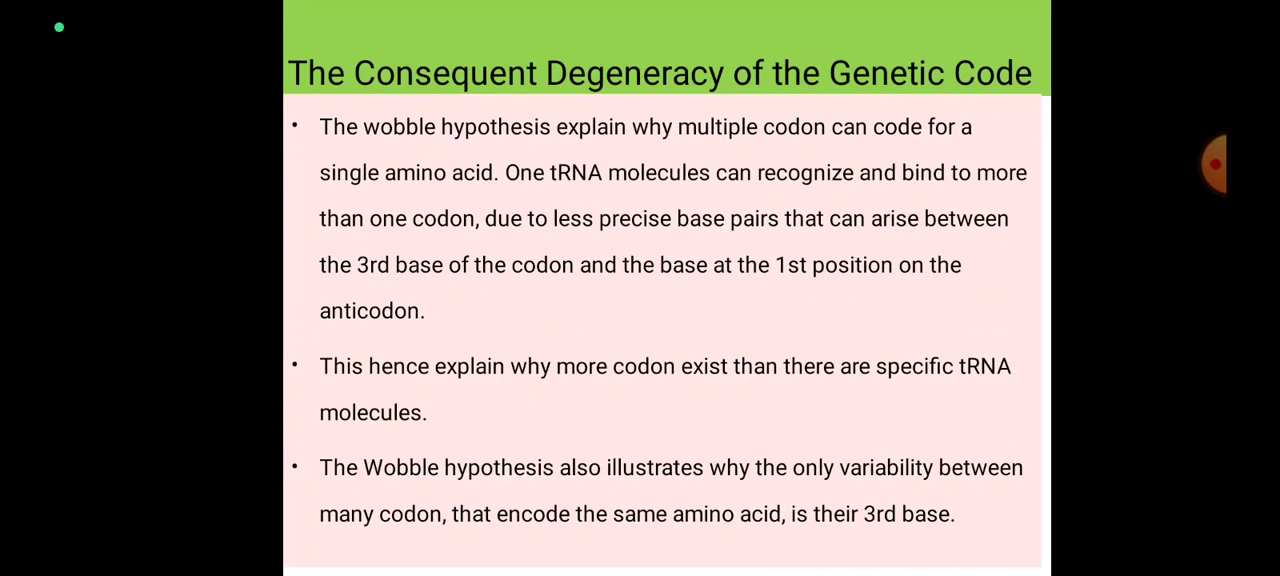 The Consequent Degeneracy of the Genetic Code
• The wobble hypothesis explain why multiple codon can code for a
single amino acid. One tRNA molecules can recognize and bind to more
than one codon, due to less precise base pairs that can arise between
the 3rd base of the codon and the base at the 1st position on the
anticodon.
• This hence explain why more codon exist than there are specific tRNA
molecules.
• The Wobble hypothesis also illustrates why the only variability between
many codon, that encode the same amino acid, is their 3rd base.